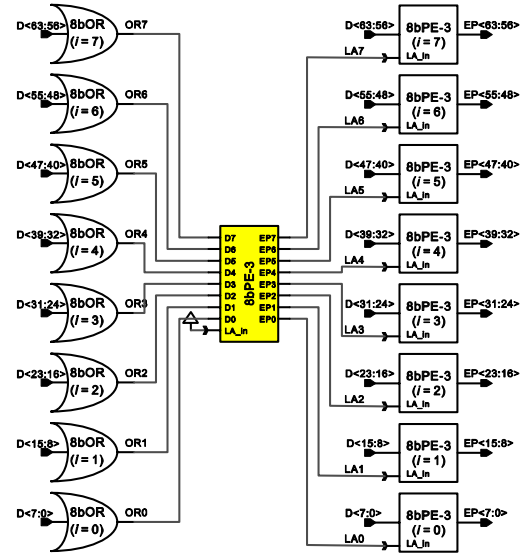 D<63:56> 8bOR (i = 7) OR7
D<55:48> 8bOR (i = 6) OR6
D<47:40> 8bOR (i = 5) OR5
D<39:32> 8bOR (i = 4) OR4
D<31:24> 8bOR (i = 3) OR3
D<23:16> 8bOR (i = 2) OR2
D<15:8> 8bOR (i = 1) OR1
D<7:0> 8bOR (i = 0) OR0
8bPE-3
D7 EP7
D6 EP6
D5 EP5
D4 EP4
D3 EP3
D2 EP2
D1 EP1
D0 EP0
LA_in
D<63:56> 8bPE-3 (i = 7) EP<63:56>
LA7 LA_in
D<55:48> 8bPE-3 (i = 6) EP<55:48>
LA6 LA_in
D<47:40> 8bPE-3 (i = 5) EP<47:40>
LA5 LA_in
D<39:32> 8bPE-3 (i = 4) EP<39:32>
LA4 LA_in
D<31:24> 8bPE-3 (i = 3) EP<31:24>
LA3 LA_in
D<23:16> 8bPE-3 (i = 2) EP<23:16>
LA2 LA_in
D<15:8> 8bPE-3 (i = 1) EP<15:8>
LA1 LA_in
D<7:0> 8bPE-3 (i = 0) EP<7:0>
LA0 LA_in